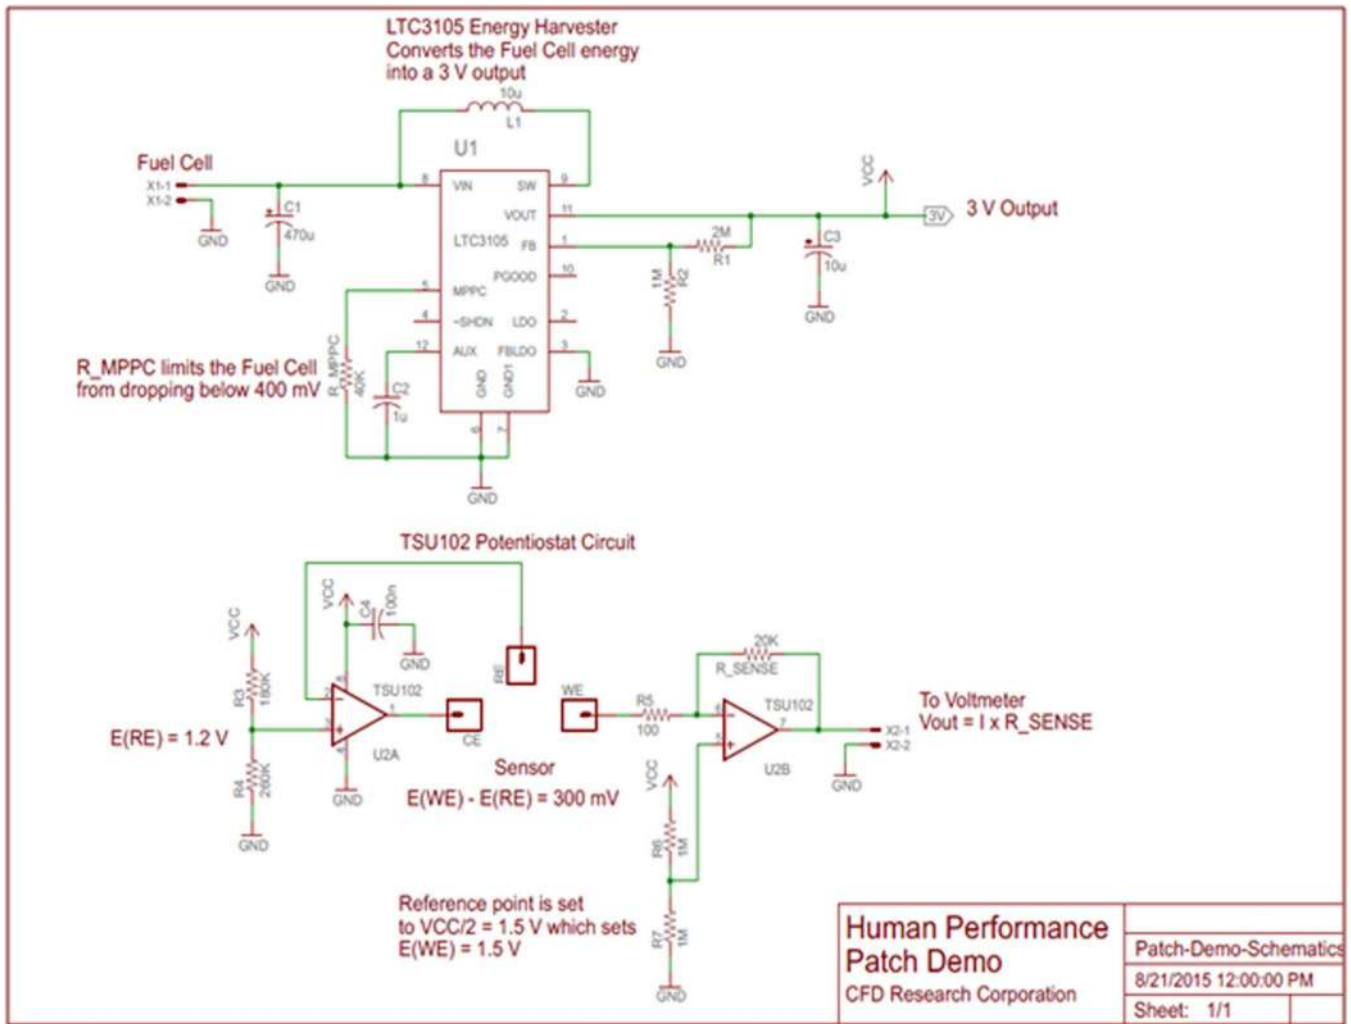 LTC3105 Energy Harvester
Converts the Fuel Cell energy
into a 3 V output
10u
L1
U1
Fuel Cell
X1-1
X1-2
GND
C1
470u
GND
8
VIN
SW
9
VOUT
11
LTC3105
FB
1
PGOOD
10
5
MPPC
4
~SHDN
LDO
2
12
AUX
FBLDO
3
GND
GND1
6
7
VCC
3V
3 V Output
2M
R1
1M
R2
GND
C3
10u
GND
GND
R_MPPC limits the Fuel Cell
from dropping below 400 mV
R_MPPC
40K
C2
1u
GND
TSU102 Potentiostat Circuit
VCC
C4
100n
GND
VCC
R3
180K
E(RE) = 1.2 V
R4
GND
2
3
8
4
1
TSU102
U2A
GND
CE
RE
WE
Sensor
E(WE) - E(RE) = 300 mV
R5
100
20K
R_SENSE
6
5
7
TSU102
U2B
To Voltmeter
Vout = I x R_SENSE
X2-1
X2-2
GND
VCC
R6
1M
R7
1M
GND
Reference point is set
to VCC/2 = 1.5 V which sets
E(WE) = 1.5 V
Human Performance
Patch Demo
CFD Research Corporation
Patch-Demo-Schematics
8/21/2015 12:00:00 PM
Sheet: 1/1